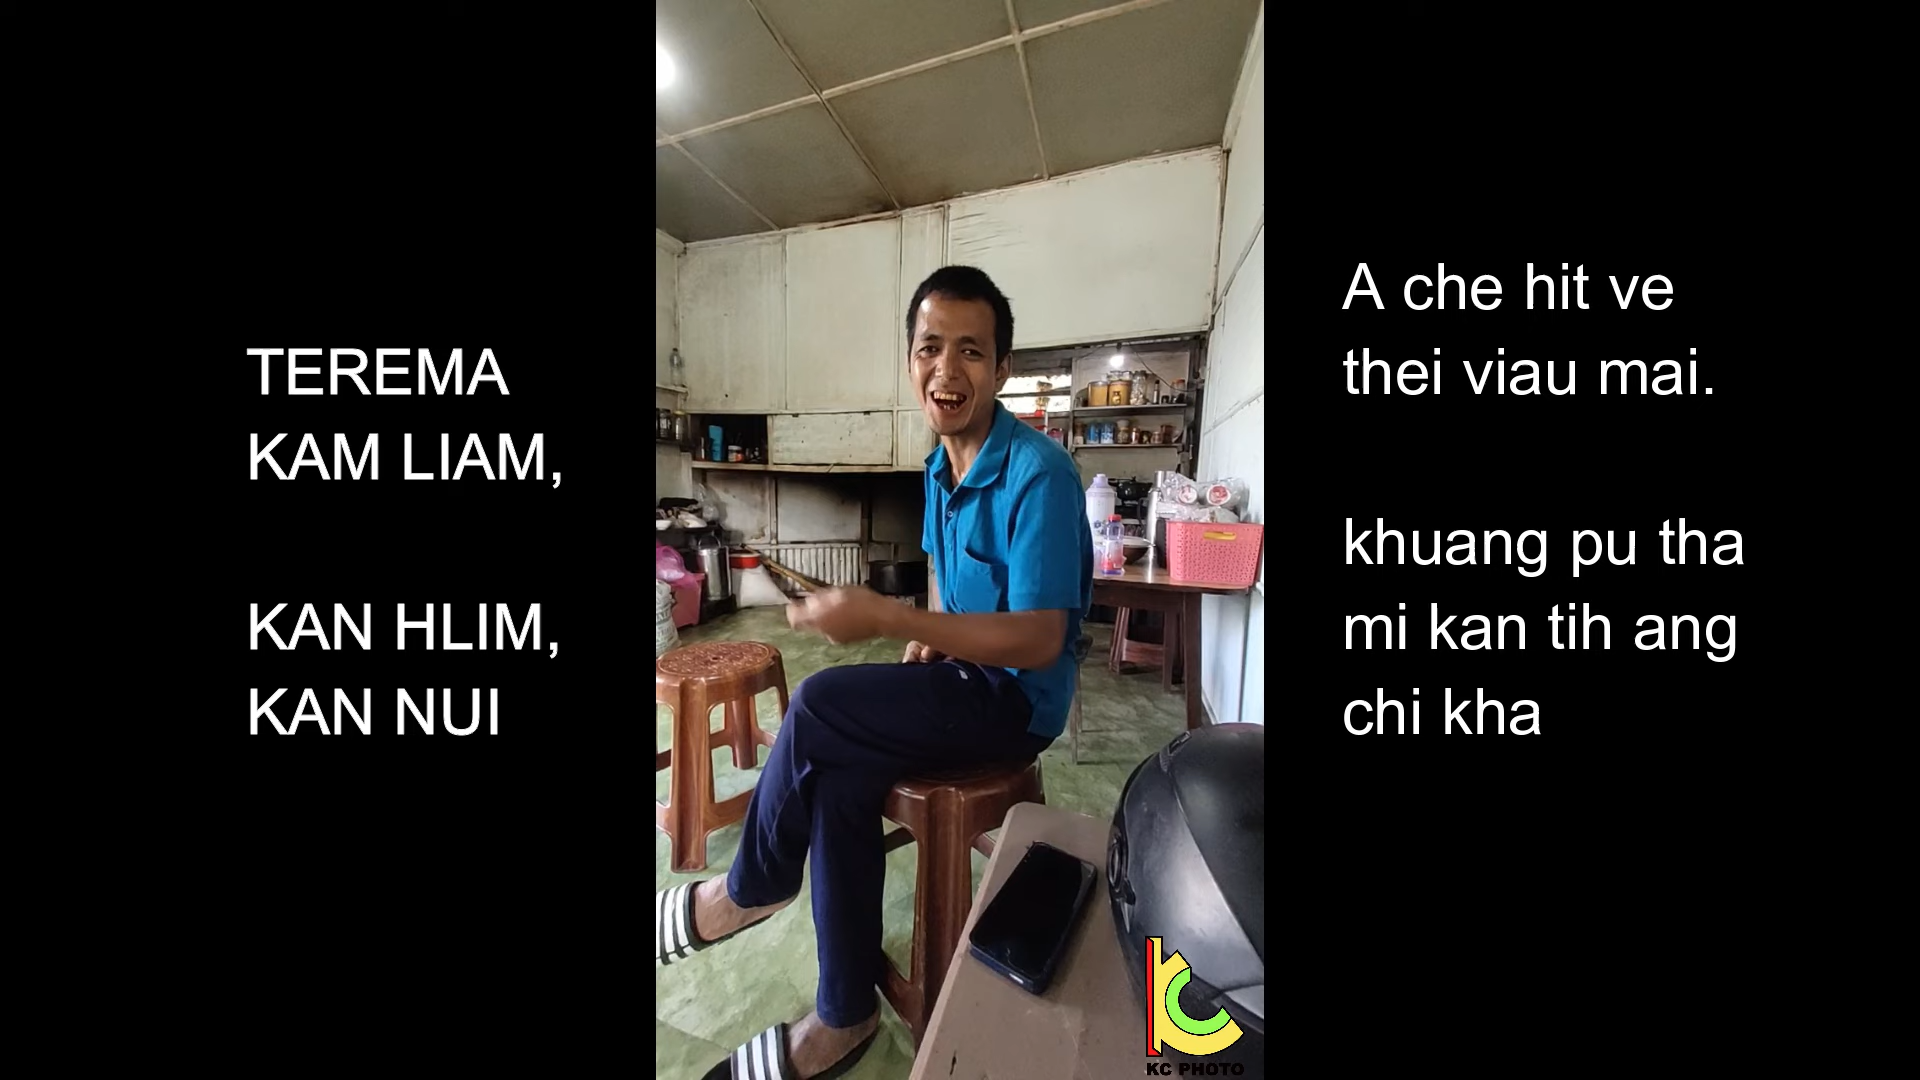 TEREMA
KAM LIAM,
KAN HLIM,
KAN NUI
A che hit ve
thei viau mai.
khuang pu tha
mi kan tih ang
chi kha
KC PHOTO